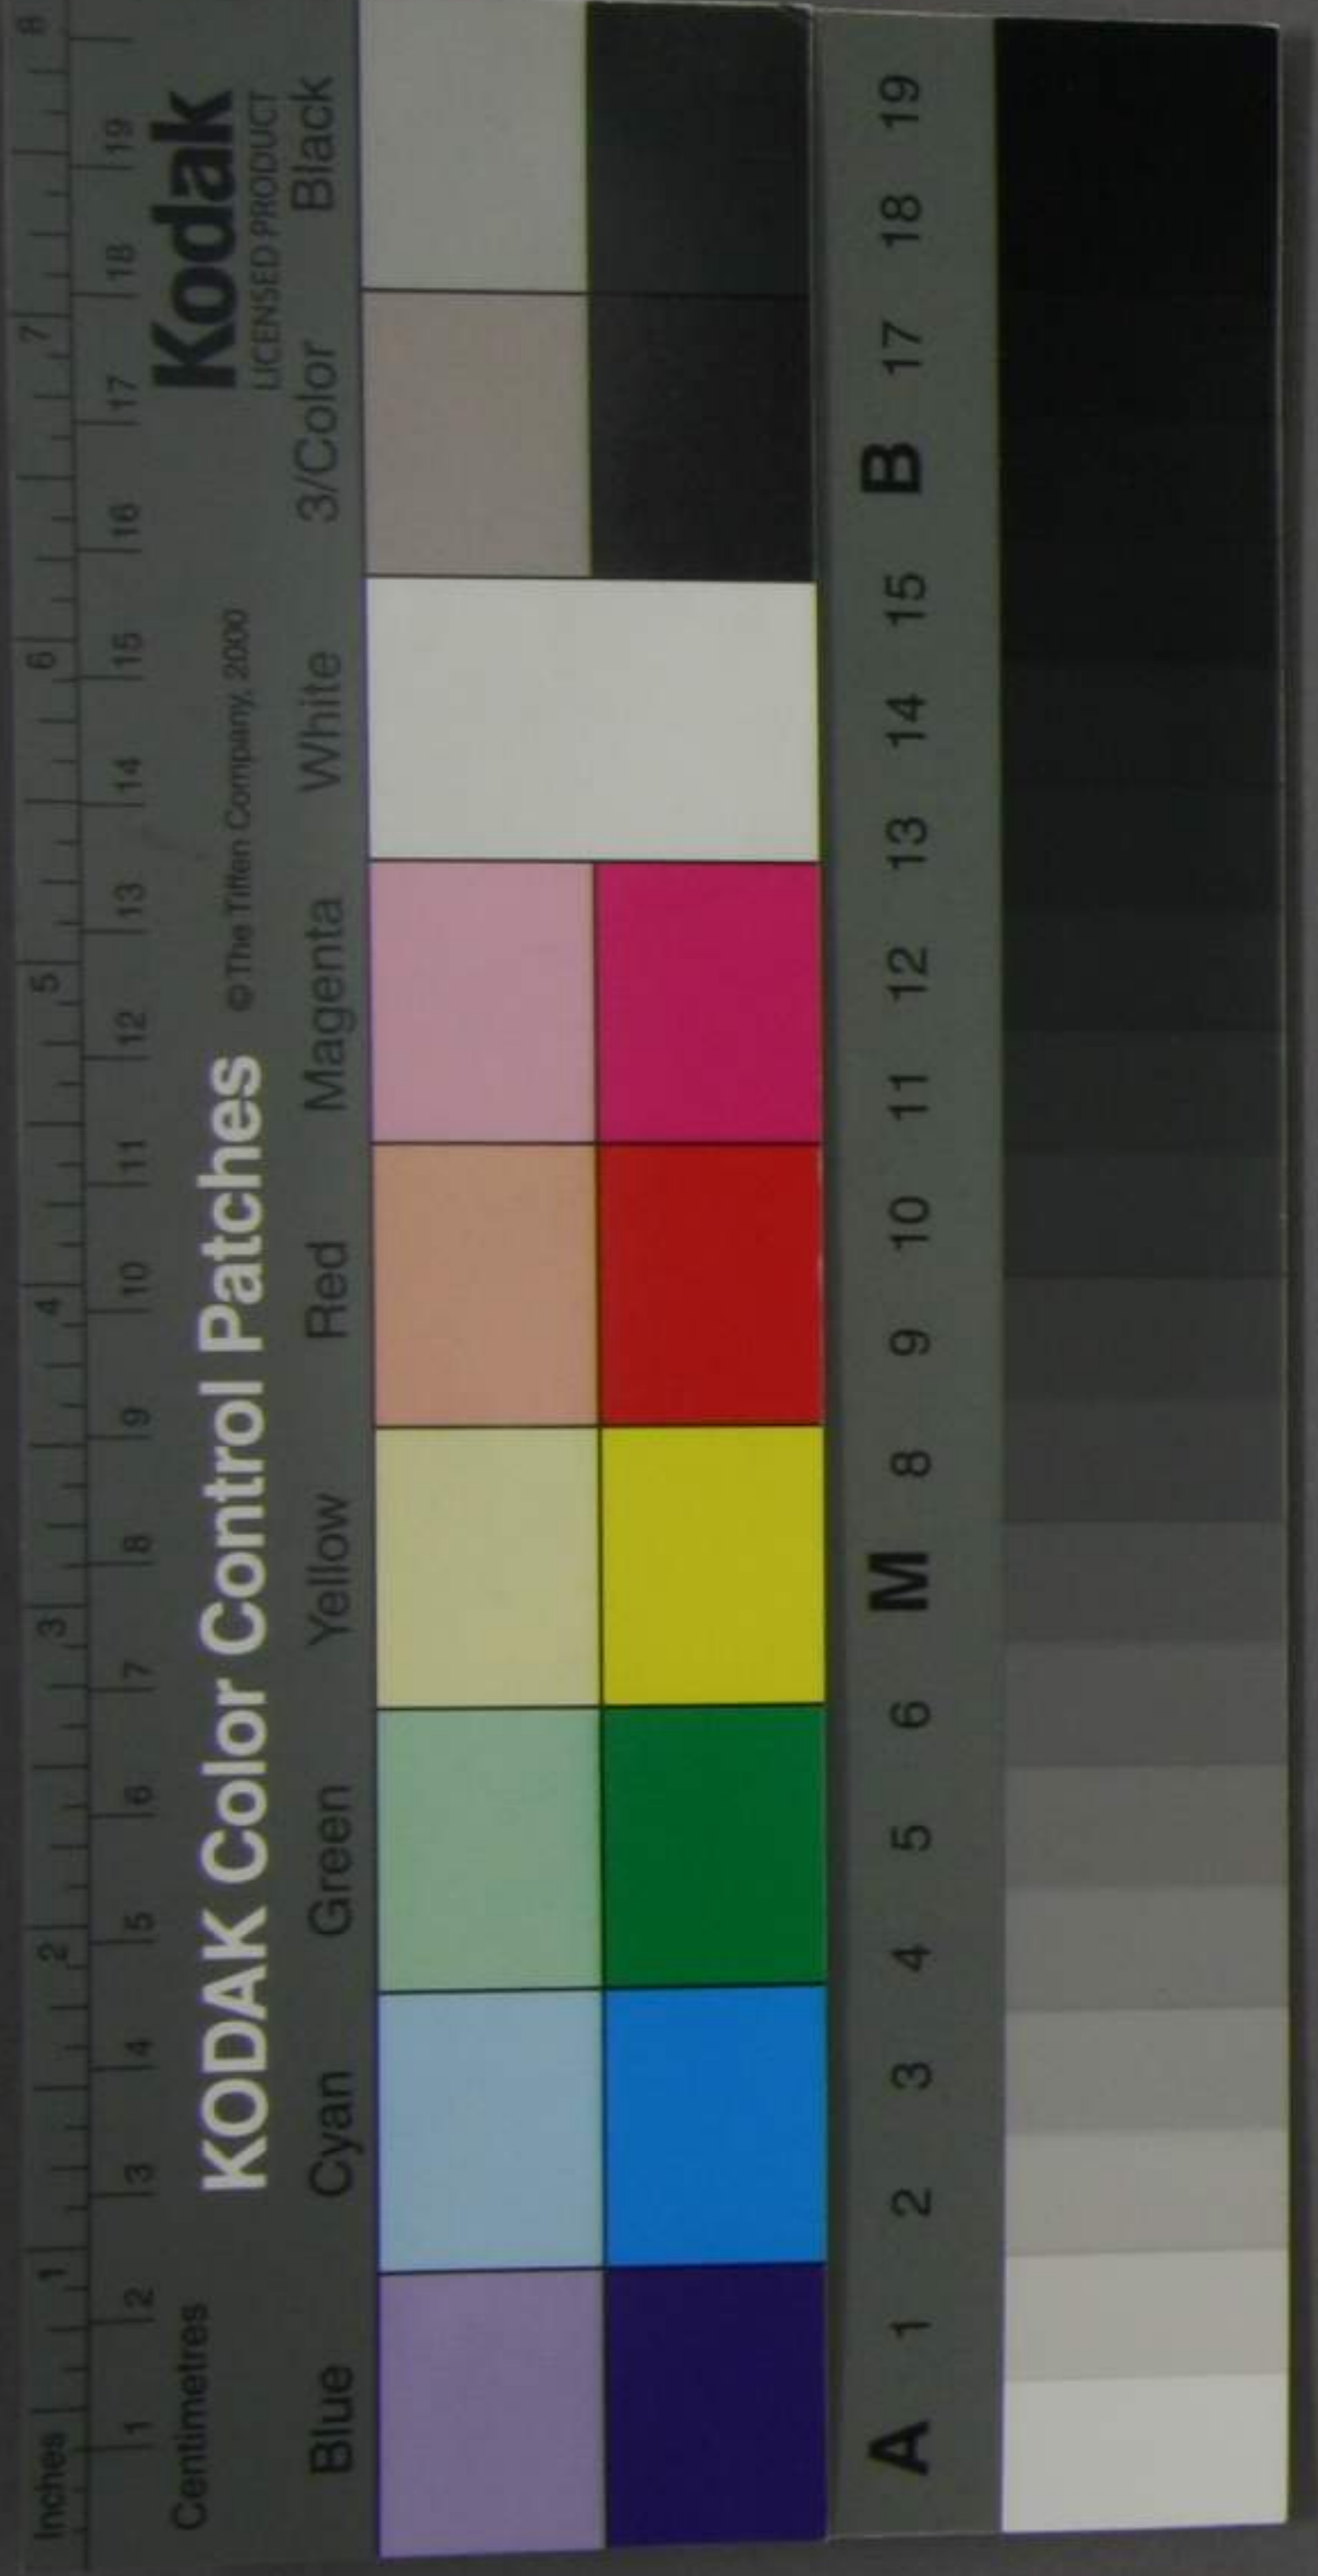 Inches 1 2 3 4 5 6 7 8
1 2 3 4 5 6 7 8 9 10 11 12 13 14 15 16 17 18 19
Centimetres
KODAK Color Control Patches © The Tiffen Company, 2000 Kodak
LICENSED PRODUCT
Blue Cyan Green Yellow Red Magenta White 3/Color Black
A 1 2 3 4 5 6 M 8 9 10 11 12 13 14 15 B 17 18 19